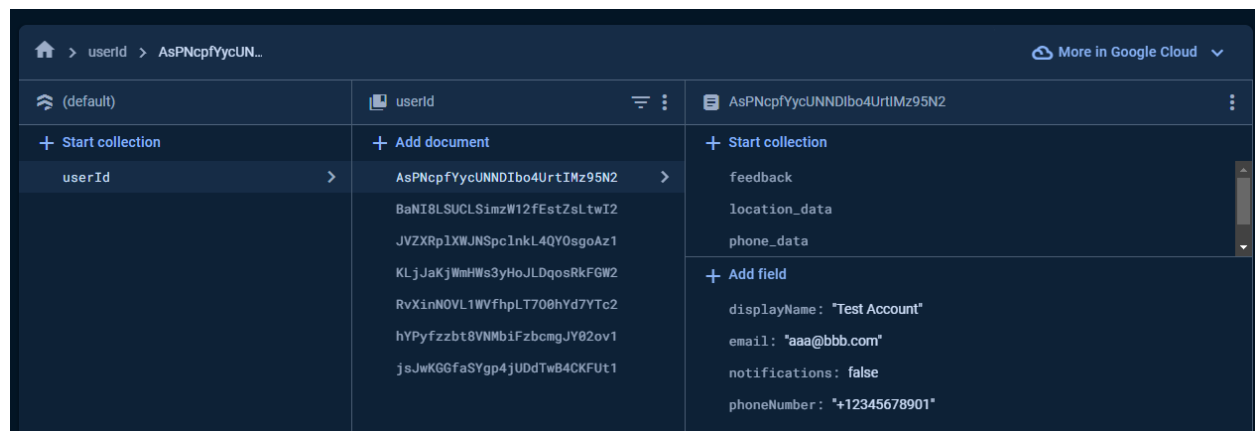 userId > AsPNcpfYycUN...
More in Google Cloud
(default)
userId
AsPNcpfYycUNNDIbo4UrtIMz95N2
+ Start collection
+ Add document
+ Start collection
userId
AsPNcpfYycUNNDIbo4UrtIMz95N2
BaNI8LSUCLSimzW12fEstZsLtwI2
JVZXRplXWJNSpclnkL4QYOsgoAz1
KLjJaKjWmHWs3yHoJLDqosRkFGW2
RvXinNOVL1WVfhpLT7O0hYd7YTc2
hYPyfzzbt8VNMbiFzbcmgJY02ov1
jsJwKGGfaSYgp4jUDdTwB4CKFUt1
feedback
location_data
phone_data
+ Add field
displayName: "Test Account"
email: "aaa@bbb.com"
notifications: false
phoneNumber: "+12345678901"